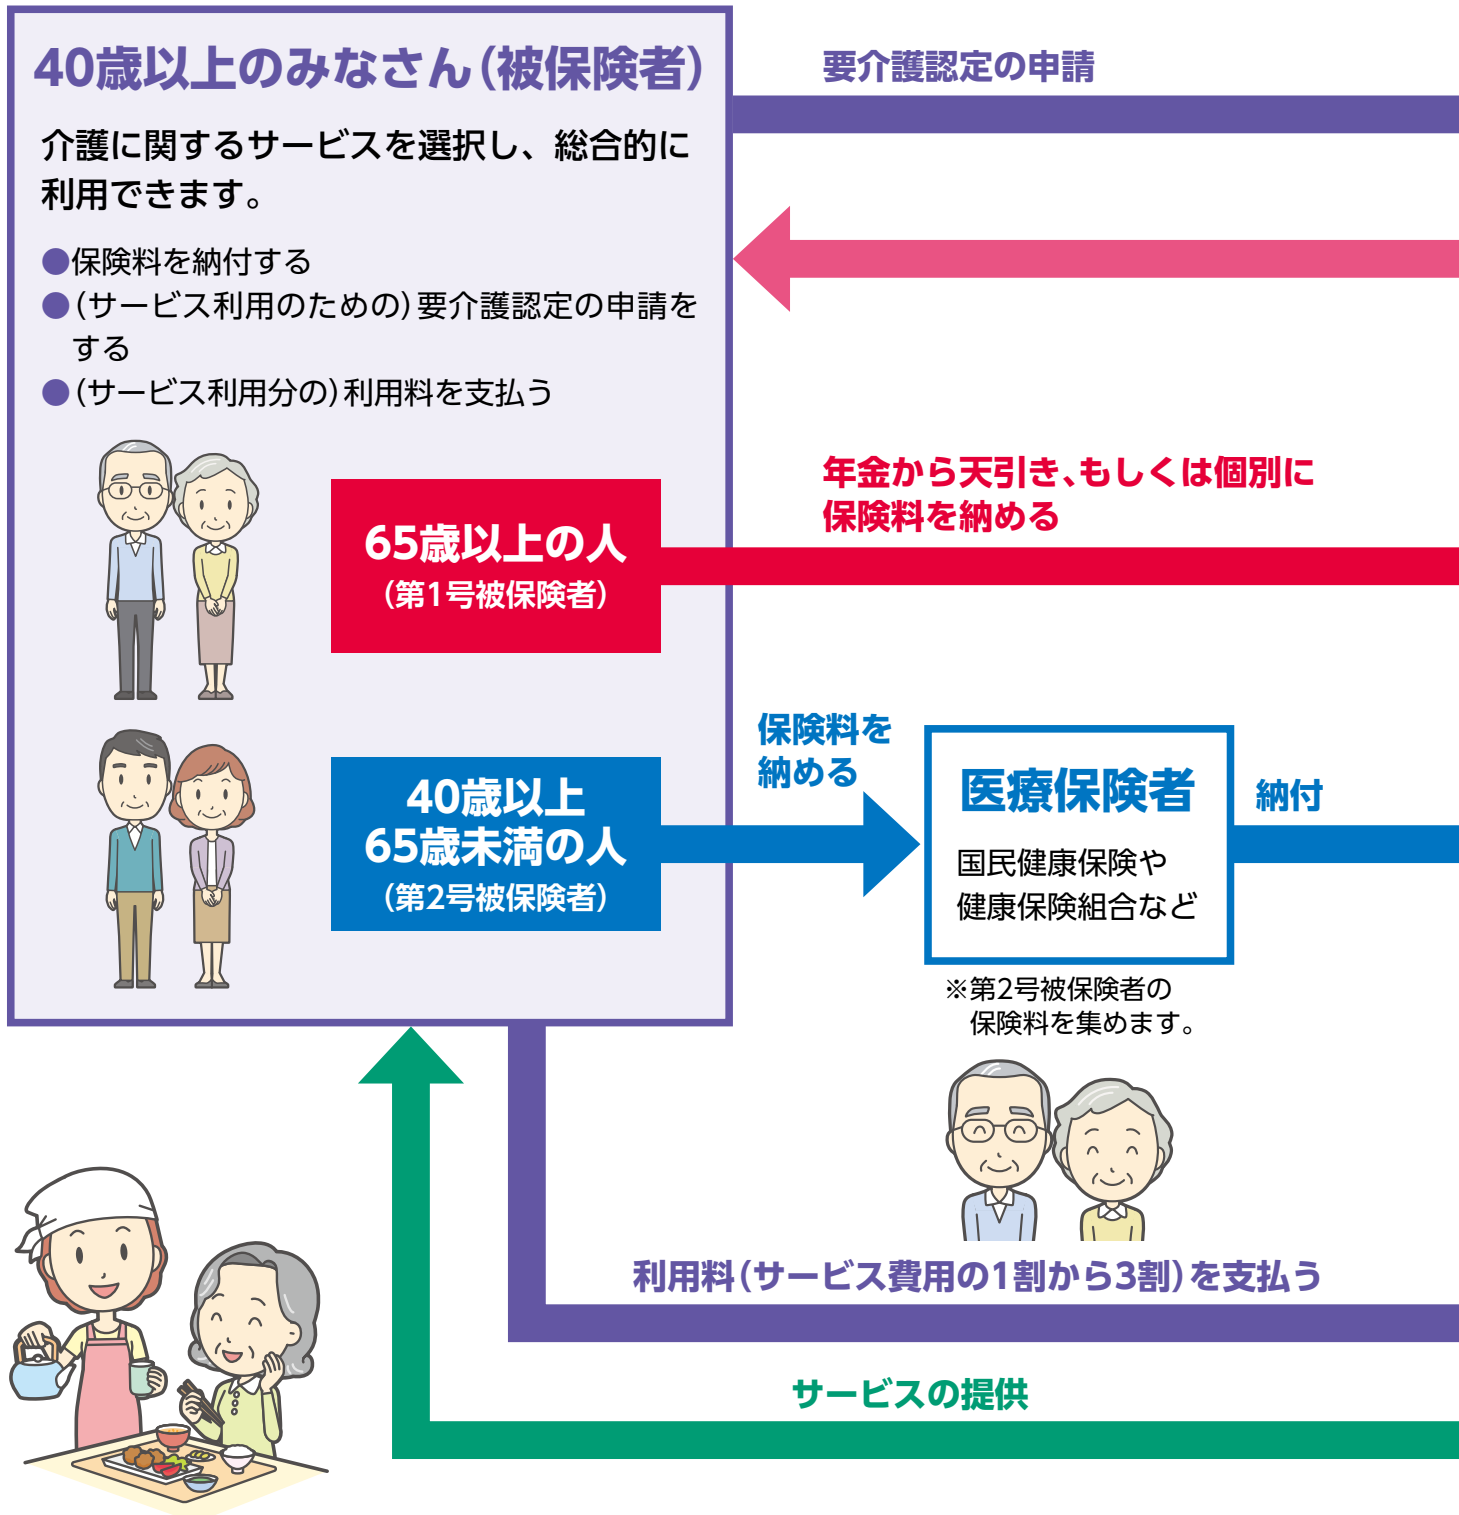 40歳以上のみなさん（被保険者）
介護に関するサービスを選択し、総合的に
利用できます。
●保険料を納付する
●（サービス利用のための）要介護認定の申請を
する
●（サービス利用分の）利用料を支払う
65歳以上の人
（第1号被保険者）
40歳以上
65歳未満の人
（第2号被保険者）
要介護認定の申請
年金から天引き、もしくは個別に
保険料を納める
保険料を
納める
医療保険者
国民健康保険や
健康保険組合など
納付
※第2号被保険者の
保険料を集めます。
利用料（サービス費用の1割から3割）を支払う
サービスの提供